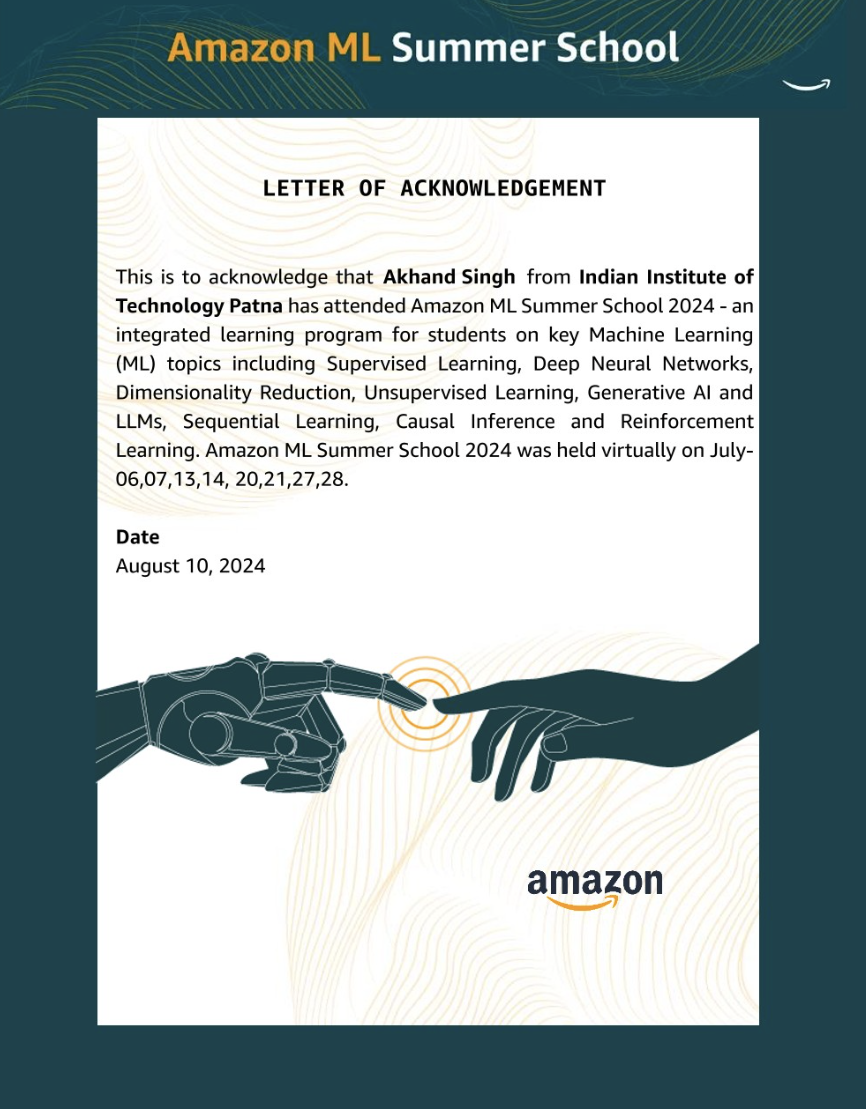 Amazon ML Summer School
LETTER OF ACKNOWLEDGEMENT
This is to acknowledge that Akhand Singh from Indian Institute of
Technology Patna has attended Amazon ML Summer School 2024 - an
integrated learning program for students on key Machine Learning
(ML) topics including Supervised Learning, Deep Neural Networks,
Dimensionality Reduction, Unsupervised Learning, Generative AI and
LLMs, Sequential Learning, Causal Inference and Reinforcement
Learning. Amazon ML Summer School 2024 was held virtually on July-
06,07,13,14, 20,21,27,28.
Date
August 10, 2024
amazon